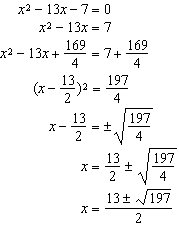 x² − 13x − 7 = 0
x² − 13x = 7
x² − 13x + 169/4 = 7 + 169/4
(x − 13/2)² = 197/4
x − 13/2 = ±√(197/4)
x = 13/2 ± √(197/4)
x = (13 ± √197)/2